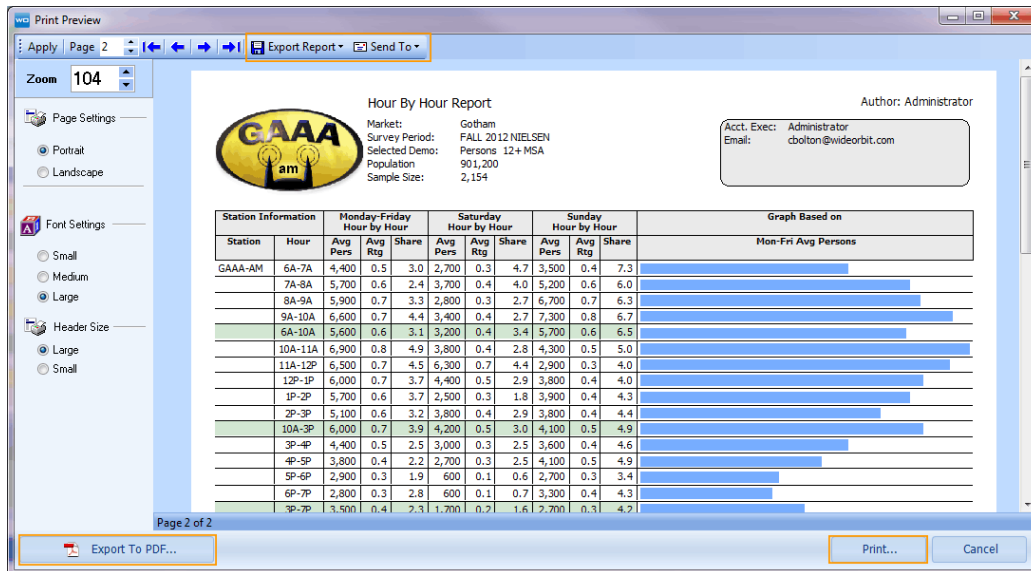 WO Print Preview
Apply Page 2 Export Report Send To
Zoom 104
Page Settings
Portrait
Landscape
Font Settings
Small
Medium
Large
Header Size
Large
Small
GAAA
am
Hour By Hour Report
Author: Administrator
Market: Gotham
Survey Period: FALL 2012 NIELSEN
Selected Demo: Persons 12+ MSA
Population 901,200
Sample Size: 2,154
Acct. Exec: Administrator
Email: cbolton@wideorbit.com
Station Information Monday-Friday Hour by Hour Saturday Hour by Hour Sunday Hour by Hour Graph Based on
Station Hour Avg Pers Avg Rtg Share Avg Pers Avg Rtg Share Avg Pers Avg Rtg Share Mon-Fri Avg Persons
GAAA-AM 6A-7A 4,400 0.5 3.0 2,700 0.3 4.7 3,500 0.4 7.3
7A-8A 5,700 0.6 2.4 3,700 0.4 4.0 5,200 0.6 6.0
8A-9A 5,900 0.7 3.3 2,800 0.3 2.7 6,700 0.7 6.3
9A-10A 6,600 0.7 4.4 3,400 0.4 2.7 7,300 0.8 6.7
6A-10A 5,600 0.6 3.1 3,200 0.4 3.4 5,700 0.6 6.5
10A-11A 6,900 0.8 4.9 3,800 0.4 2.8 4,300 0.5 5.0
11A-12P 6,500 0.7 4.5 6,300 0.7 4.4 2,900 0.3 4.0
12P-1P 6,000 0.7 3.7 4,400 0.5 2.9 3,800 0.4 4.0
1P-2P 5,700 0.6 3.7 2,500 0.3 1.8 3,900 0.4 4.3
2P-3P 5,100 0.6 3.2 3,800 0.4 2.9 3,800 0.4 4.4
10A-3P 6,000 0.7 3.9 4,200 0.5 3.0 4,100 0.5 4.9
3P-4P 4,400 0.5 2.5 3,000 0.3 2.5 3,600 0.4 4.6
4P-5P 3,800 0.4 2.2 2,700 0.3 2.5 4,100 0.5 4.9
5P-6P 2,900 0.3 1.9 600 0.1 0.6 2,700 0.3 3.4
6P-7P 2,800 0.3 2.8 600 0.1 0.7 3,300 0.4 4.3
3P-7P 3,500 0.4 2.3 1,700 0.2 1.6 2,700 0.3 4.2
Page 2 of 2
Export To PDF...
Print...
Cancel